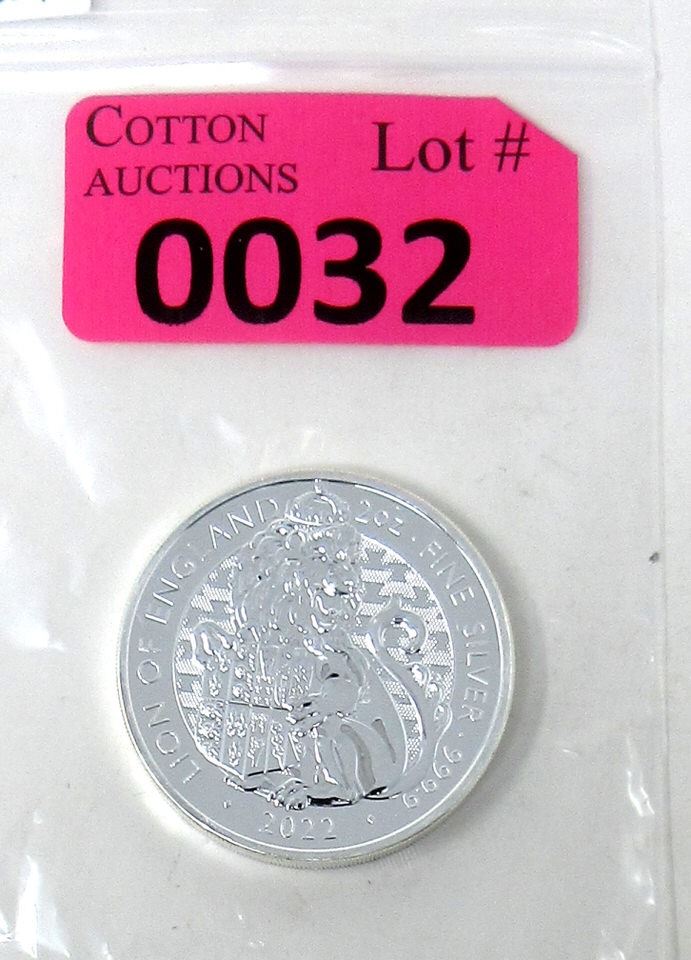 COTTON
AUCTIONS
Lot #
0032
LION OF ENGLAND 2oz · FINE SILVER · 999.9
2022